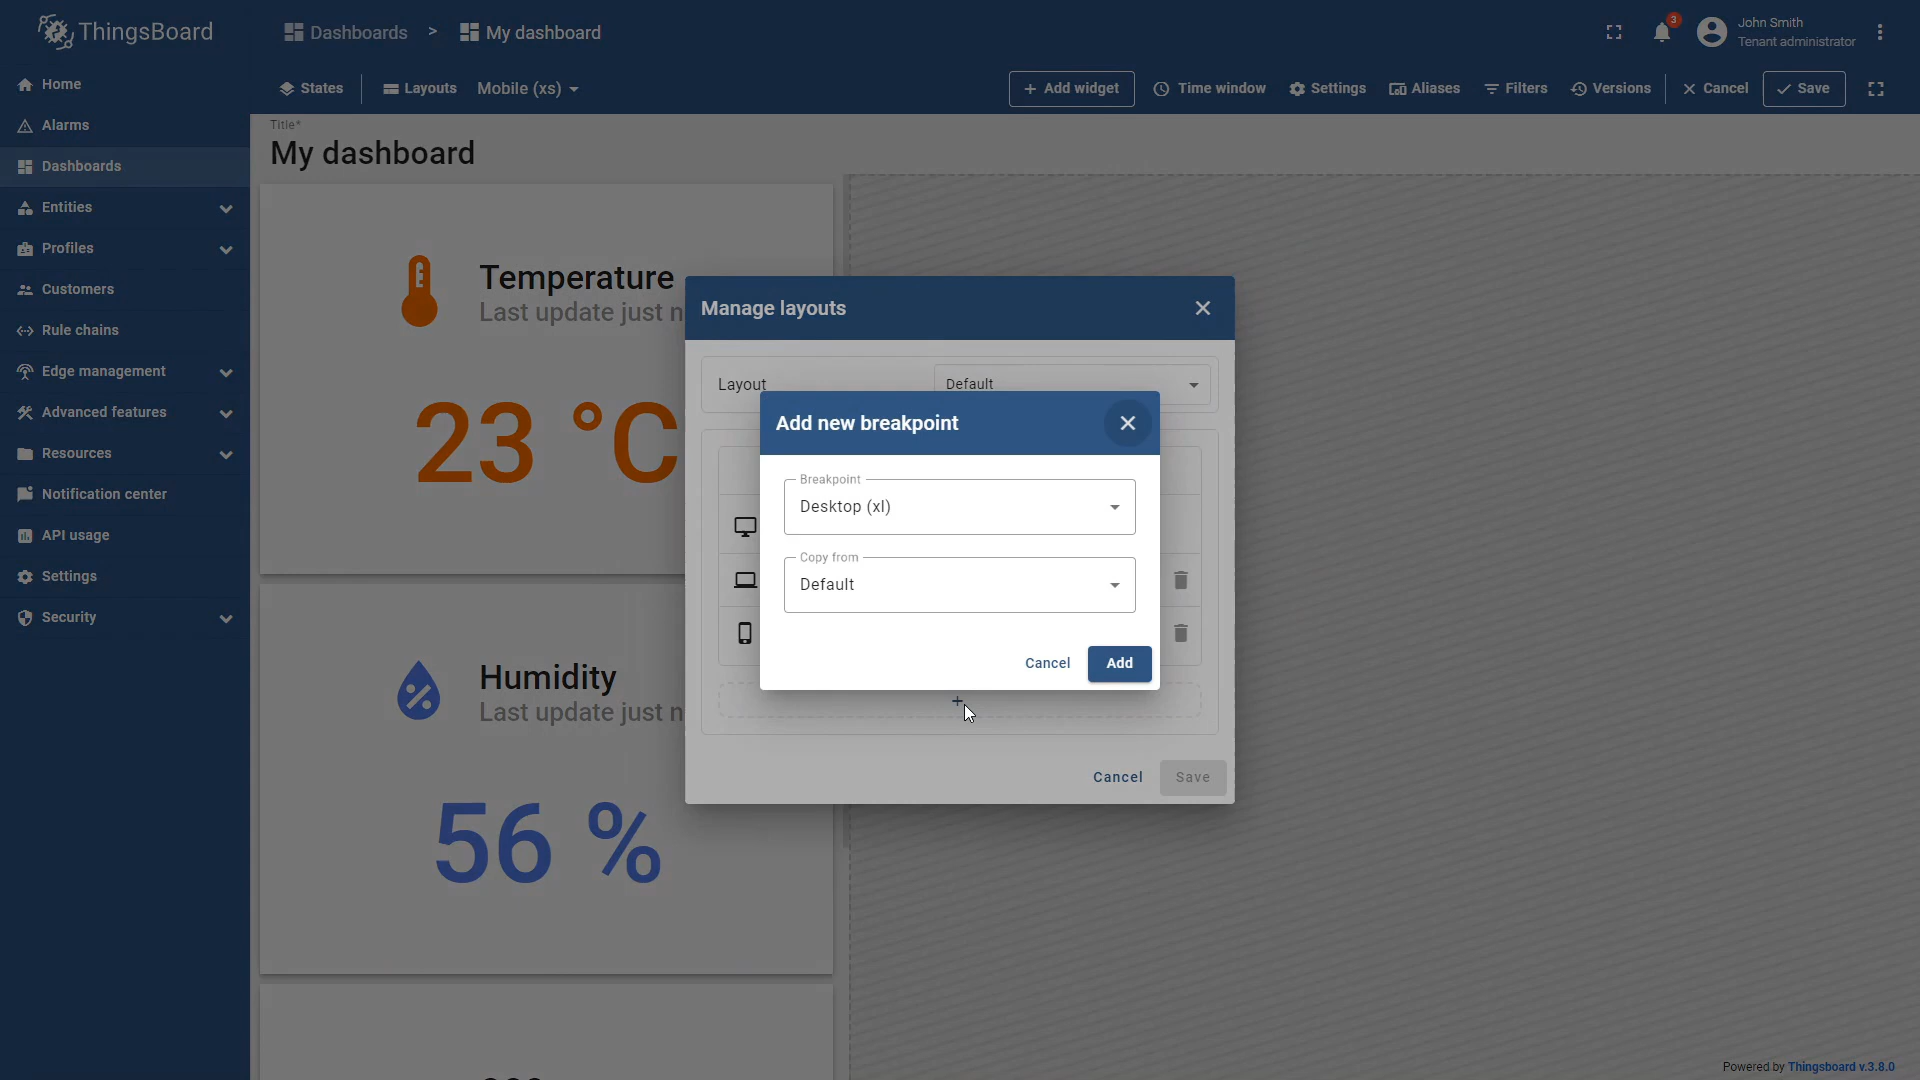 ThingsBoard
Dashboards > My dashboard
3
John Smith
Tenant administrator
Home
Alarms
Dashboards
Entities
Profiles
Customers
Rule chains
Edge management
Advanced features
Resources
Notification center
API usage
Settings
Security
States
Layouts
Mobile (xs)
+ Add widget
Time window
Settings
Aliases
Filters
Versions
Cancel
Save
Title*
My dashboard
Temperature
Last update just n
23 °C
Humidity
Last update just n
56 %
Manage layouts
Layout
Default
Add new breakpoint
Breakpoint
Desktop (xl)
Copy from
Default
Cancel
Add
+
Cancel
Save
Powered by Thingsboard v.3.8.0